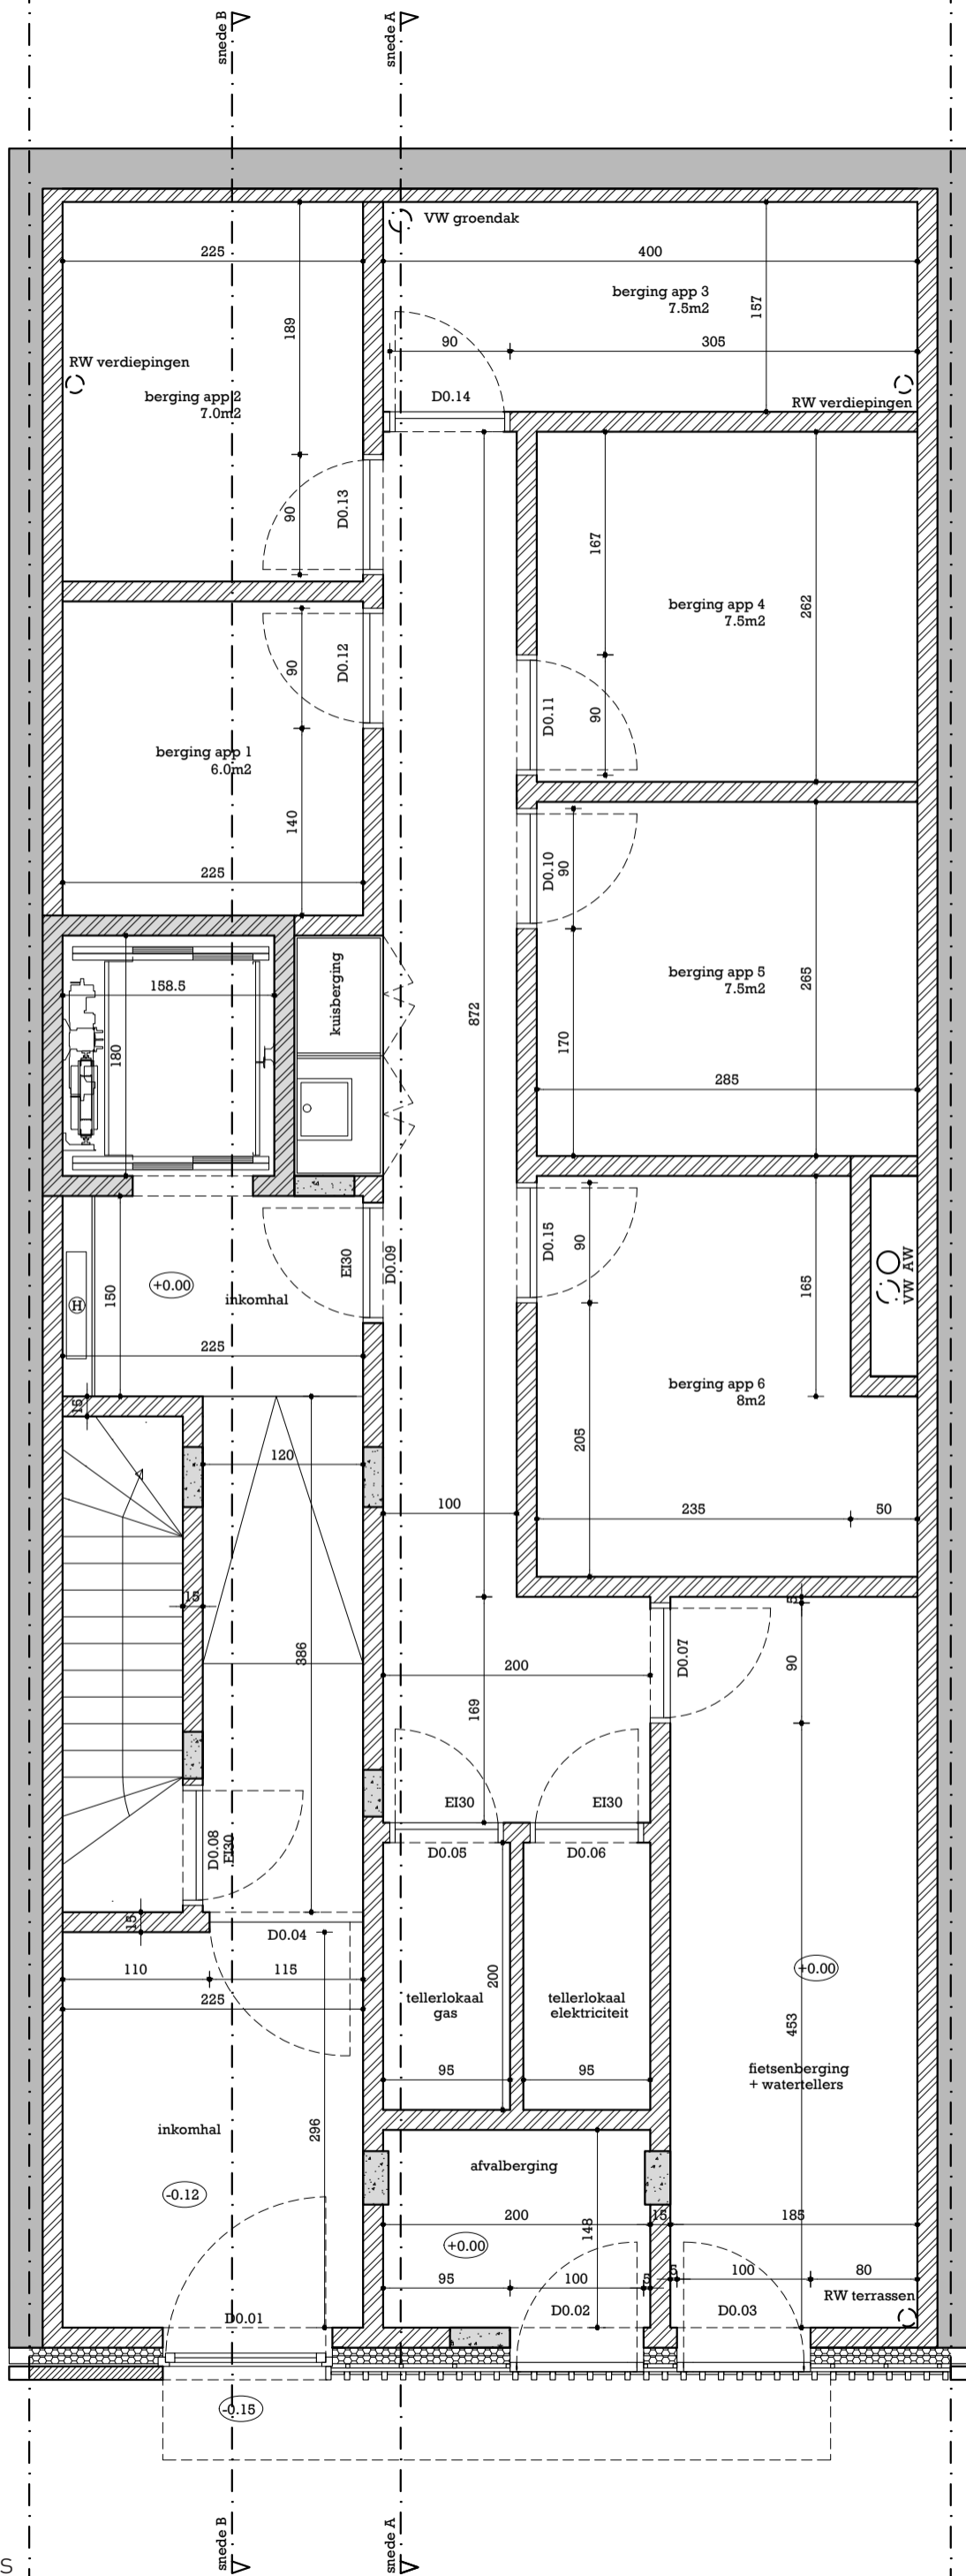 snede B
snede A
VW groendak
225
400
berging app 3
7.5m2
157
189
90
305
RW verdiepingen
berging app 2
7.0m2
D0.14
RW verdiepingen
90
D0.13
167
berging app 4
7.5m2
262
90
D0.12
D0.11
90
berging app 1
6.0m2
140
D0.10
90
225
158.5
180
kuisberging
872
berging app 5
7.5m2
265
170
285
+0.00
inkomhal
H
150
EI30
D0.09
D0.15
90
165
VW AW
225
15
berging app 6
8m2
205
120
100
235
50
15
386
5
200
D0.07
90
169
EI30
EI30
D0.08
EI30
D0.05
D0.06
15
D0.04
110
115
225
+0.00
200
tellerlokaal
gas
tellerlokaal
elektriciteit
453
95
95
fietsenberging
+ watertellers
inkomhal
296
afvalberging
-0.12
200
15
185
148
+0.00
95
100
5
5
100
80
RW terrassen
D0.01
D0.02
D0.03
-0.15
snede B
snede A
S